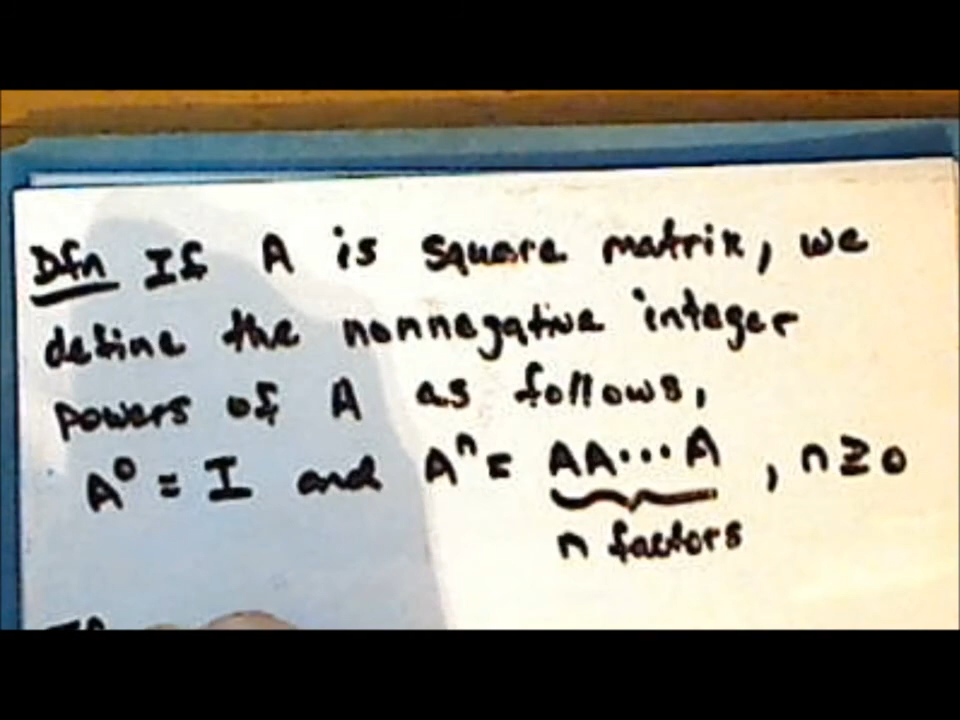 Dfn If A is square matrix, we
define the nonnegative integer
powers of A as follows,
A⁰ = I and Aⁿ = AA⋯A , n ≥ 0
n factors